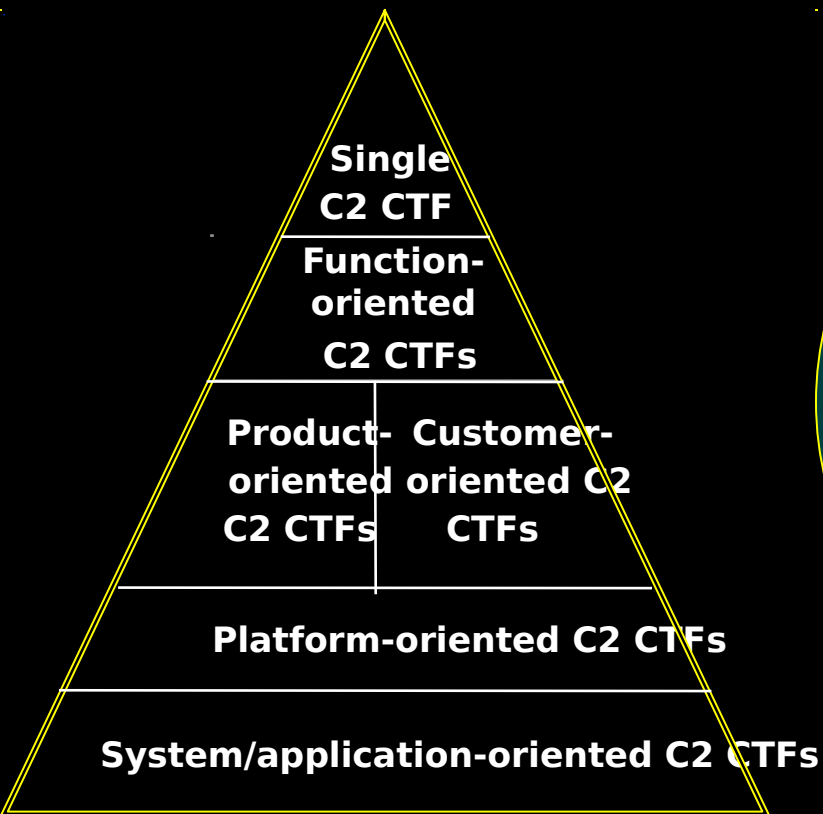 Single
C2 CTF
Function-
oriented
C2 CTFs
Product-
oriented
C2 CTFs
Customer-
oriented C2
CTFs
Platform-oriented C2 CTFs
System/application-oriented C2 CTFs